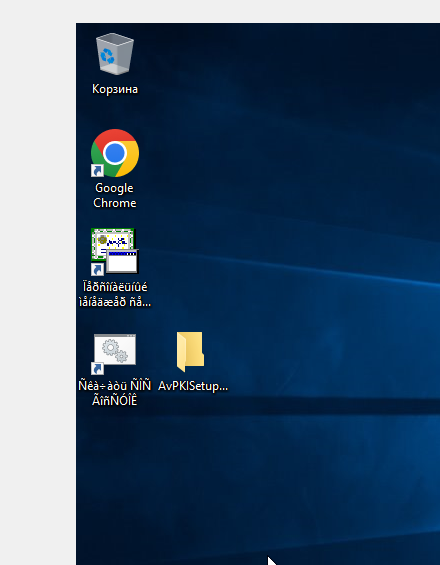 Корзина
Google
Chrome
Ïåðñîíàëüíûé
ìåíåäæåð ñå...
Ñêà÷àòü ÑÎÑ
ÃîñÑÓÎÊ
AvPKISetup...